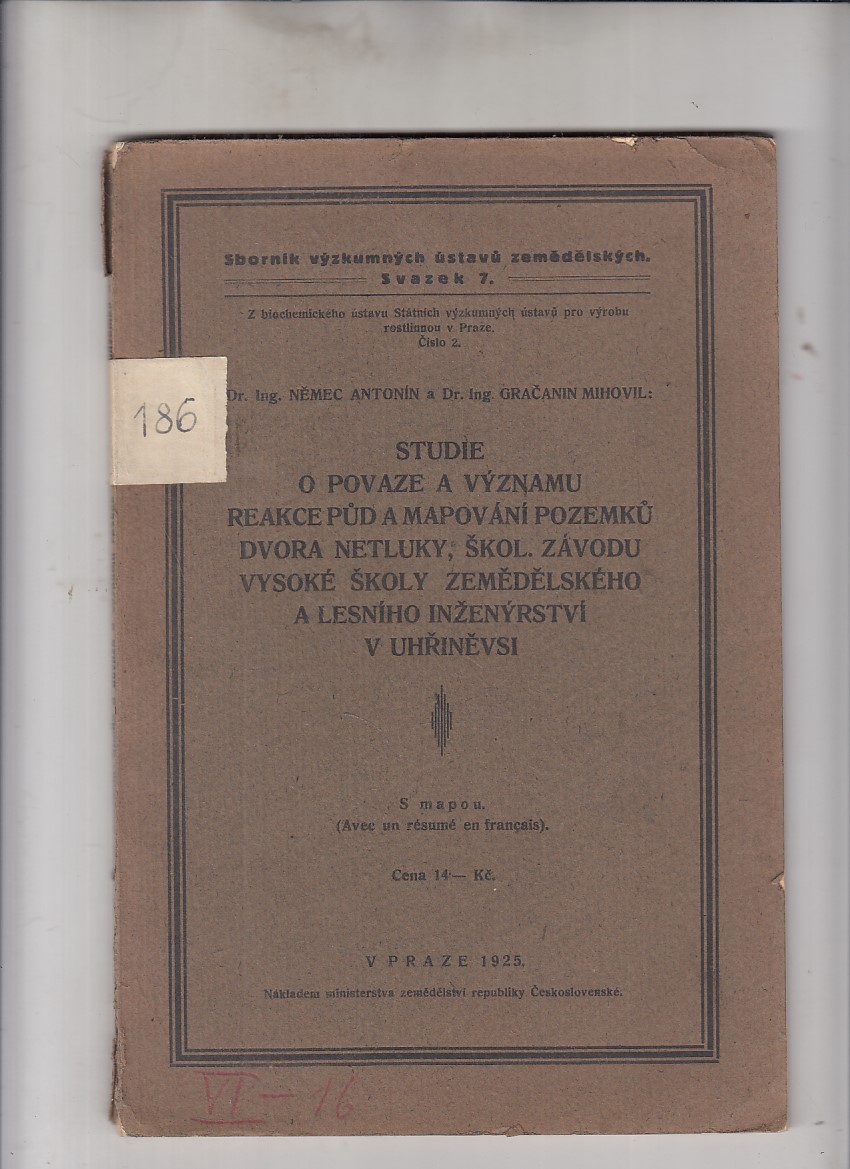 Sborník výzkumných ústavů zemědělských.
Svazek 7.
Z biochemického ústavu Státních výzkumných ústavů pro výrobu
rostlinnou v Praze.
Číslo 2.
Dr. Ing. NĚMEC ANTONÍN a Dr. Ing. GRAČANIN MIHOVIL:
186
STUDIE
O POVAZE A VÝZNAMU
REAKCE PŮD A MAPOVÁNÍ POZEMKŮ
DVORA NETLUKY, ŠKOL. ZÁVODU
VYSOKÉ ŠKOLY ZEMĚDĚLSKÉHO
A LESNÍHO INŽENÝRSTVÍ
V UHŘINĚVSI
S mapou.
(Avec un résumé en français).
Cena 14·— Kč.
V PRAZE 1925.
Nákladem ministerstva zemědělství republiky Československé.
VI — 16